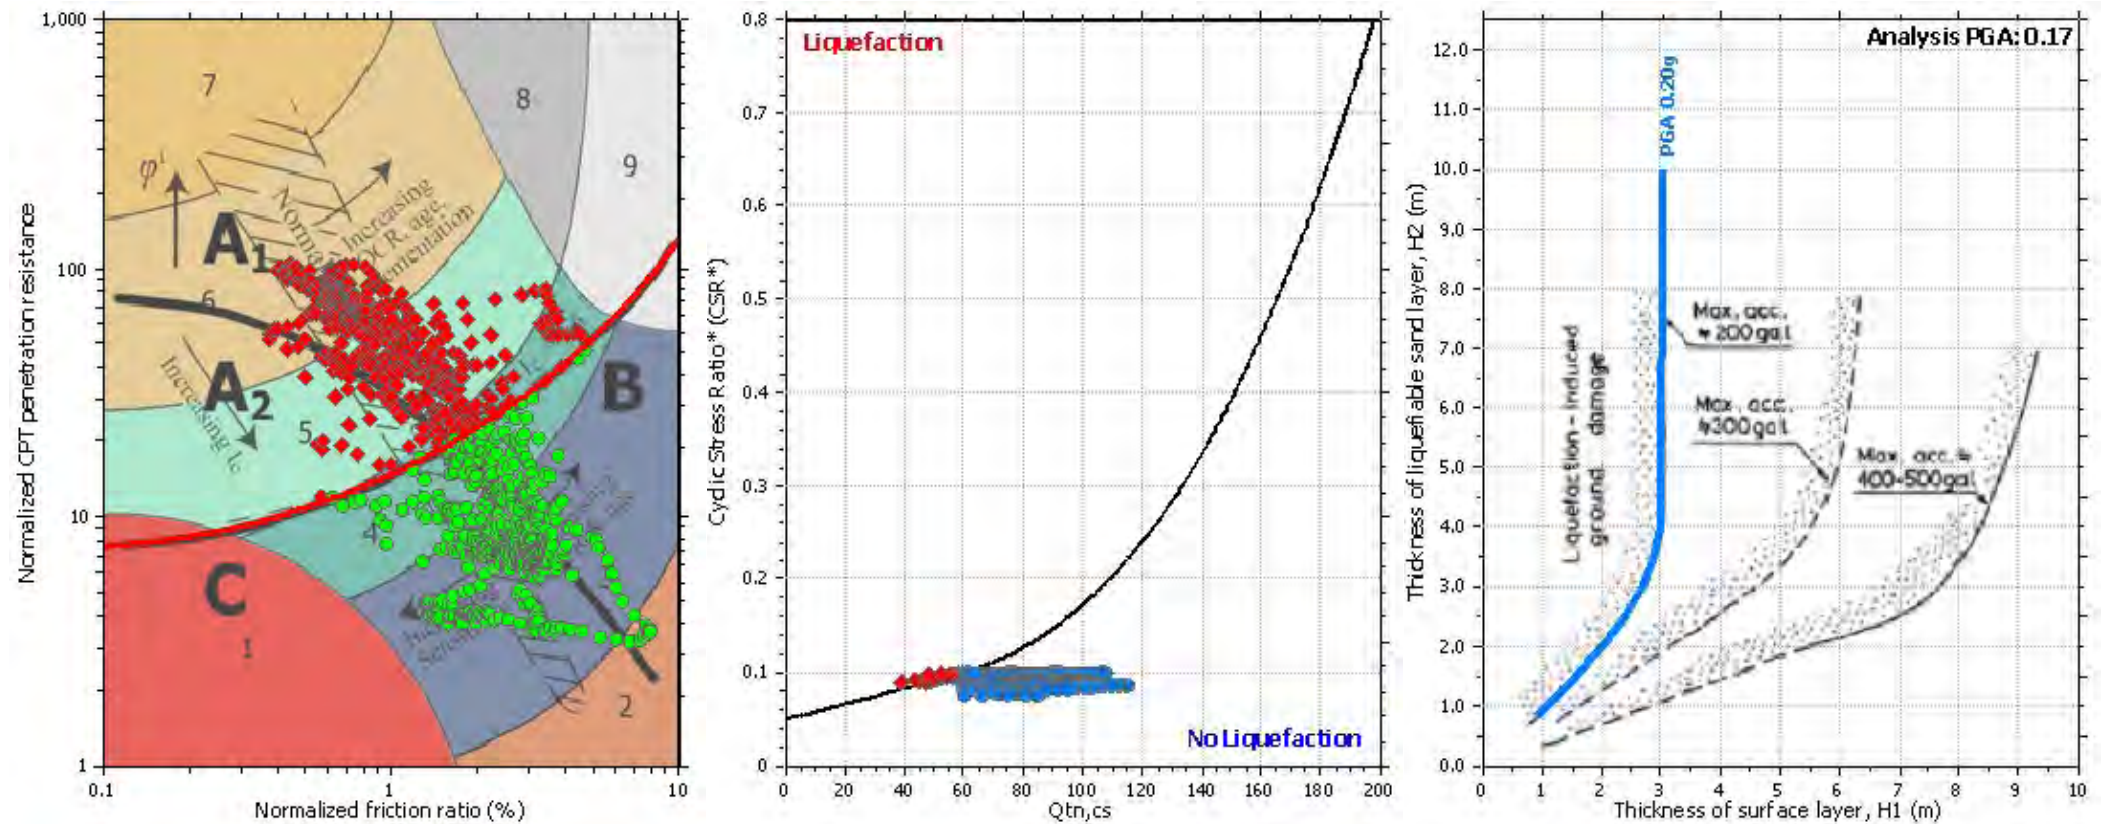 Normalized CPT penetration resistance
1,000
100
10
1
0.1
1
10
Normalized friction ratio (%)
7
8
9
φ'
A1
Increasing
OCR, age,
cementation
6
A2
Increasing Ic
5
B
4
C
1
2
Liquefaction
No Liquefaction
Cyclic Stress Ratio* (CSR*)
0.8
0.7
0.6
0.5
0.4
0.3
0.2
0.1
0
0
20
40
60
80
100
120
140
160
180
200
Qtn,cs
Analysis PGA: 0.17
PGA 0.20g
Thickness of liquefiable sand layer, H2 (m)
12.0
11.0
10.0
9.0
8.0
7.0
6.0
5.0
4.0
3.0
2.0
1.0
0.0
Liquefaction - induced
ground damage
Max. acc.
≒ 200 gal
Max. acc.
≒ 300 gal
Max. acc. ≒
400-500 gal
0
1
2
3
4
5
6
7
8
9
10
Thickness of surface layer, H1 (m)